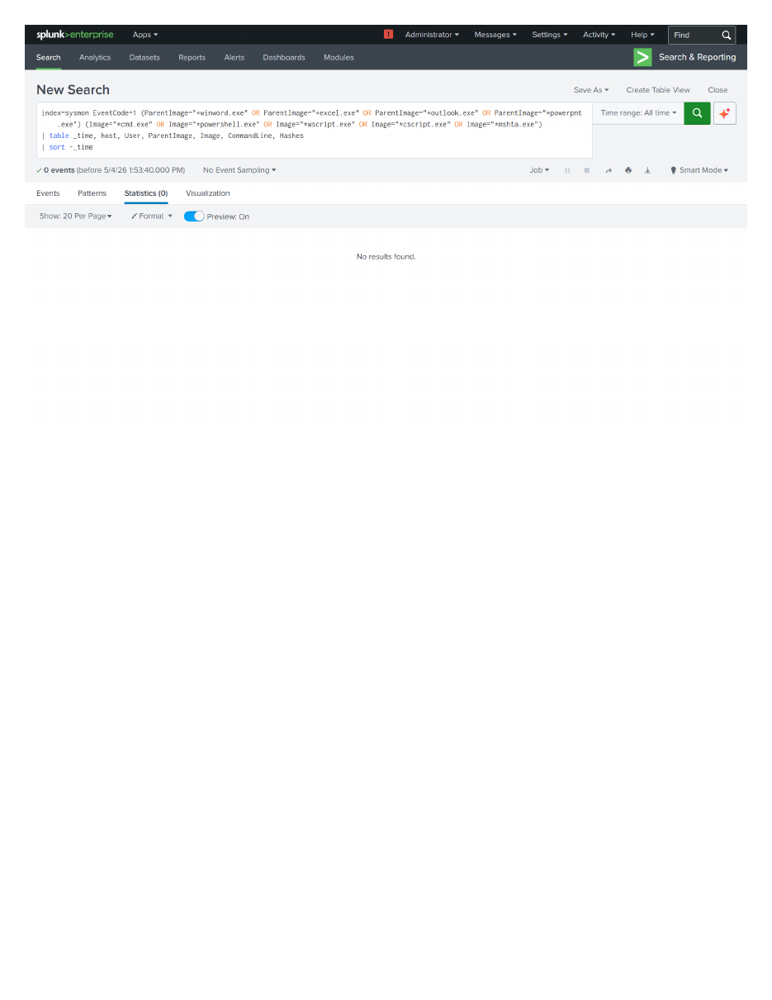 splunk>enterprise Apps ! Administrator Messages Settings Activity Help Find
Search Analytics Datasets Reports Alerts Dashboards Modules Search & Reporting
New Search Save As Create Table View Close
index=sysmon EventCode=1 (ParentImage="*winword.exe" OR ParentImage="*excel.exe" OR ParentImage="*outlook.exe" OR ParentImage="*powerpnt
.exe") (Image="*cmd.exe" OR Image="*powershell.exe" OR Image="*wscript.exe" OR Image="*cscript.exe" OR Image="*mshta.exe")
| table _time, host, User, ParentImage, Image, CommandLine, Hashes
| sort -_time
Time range: All time
0 events (before 5/4/26 1:53:40.000 PM) No Event Sampling Job Smart Mode
Events Patterns Statistics (0) Visualization
Show: 20 Per Page Format Preview: On
No results found.